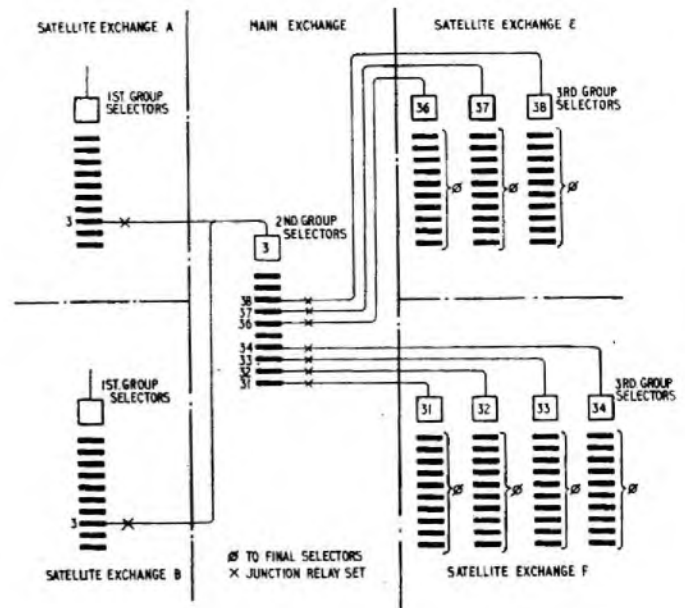 SATELLITE EXCHANGE A
MAIN EXCHANGE
SATELLITE EXCHANGE E
1ST. GROUP
SELECTORS
3
2ND GROUP
SELECTORS
3
38
37
36
34
33
32
31
36
37
38
3RD GROUP
SELECTORS
Ø
Ø
Ø
1ST. GROUP
SELECTORS
3
31
32
33
34
3RD GROUP
SELECTORS
Ø
Ø
Ø
Ø
Ø TO FINAL SELECTORS
X JUNCTION RELAY SET
SATELLITE EXCHANGE B
SATELLITE EXCHANGE F